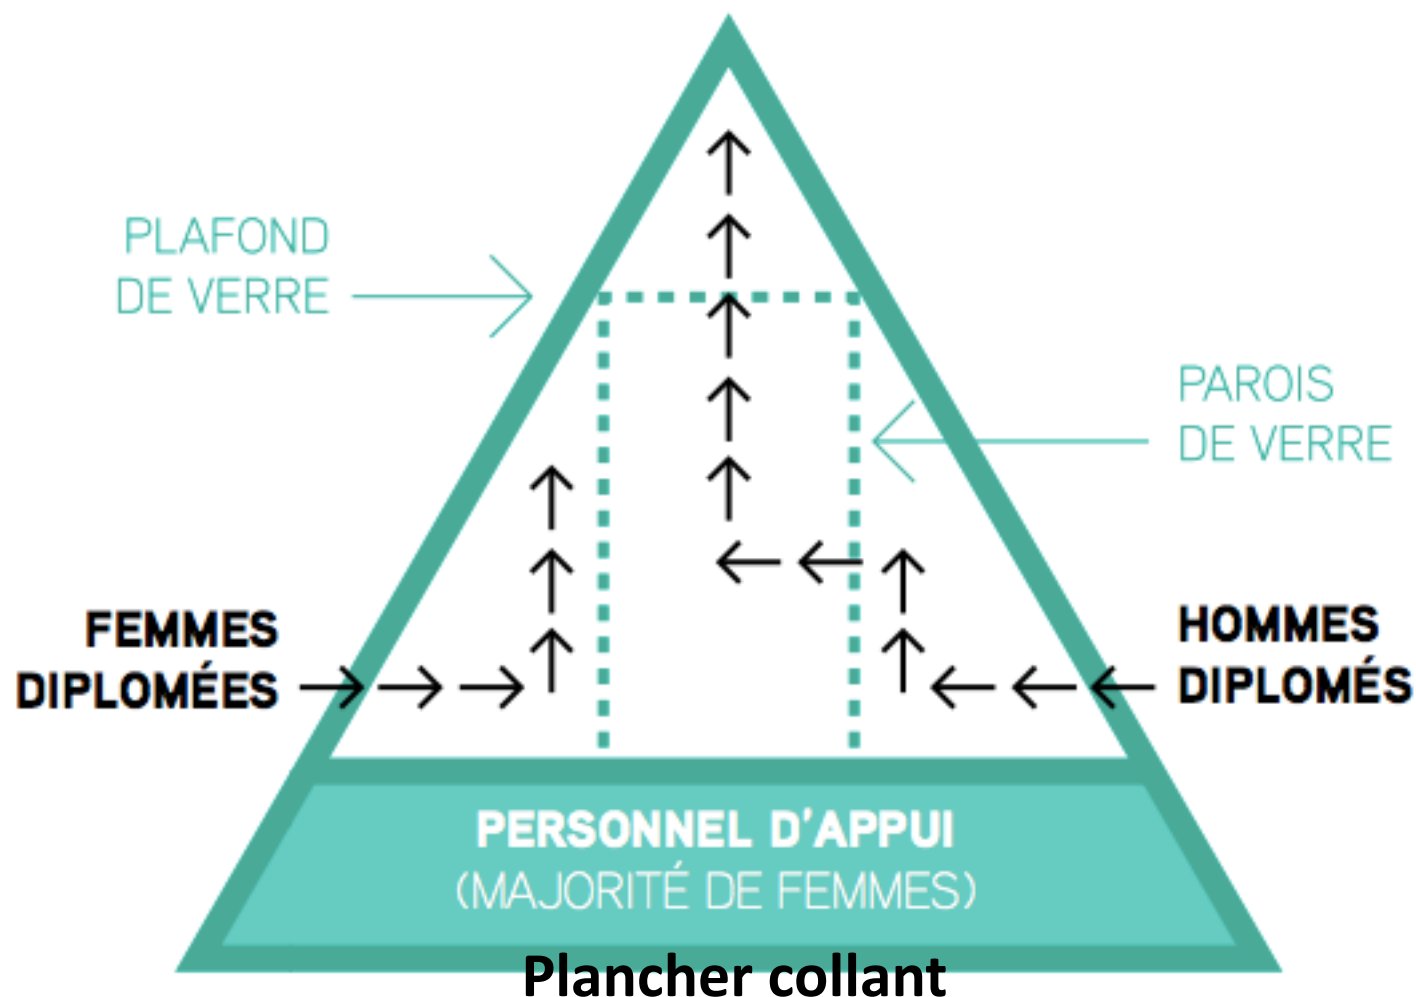 PLAFOND
DE VERRE
PAROIS
DE VERRE
FEMMES
DIPLOMÉES
HOMMES
DIPLOMÉS
PERSONNEL D'APPUI
(MAJORITÉ DE FEMMES)
Plancher collant